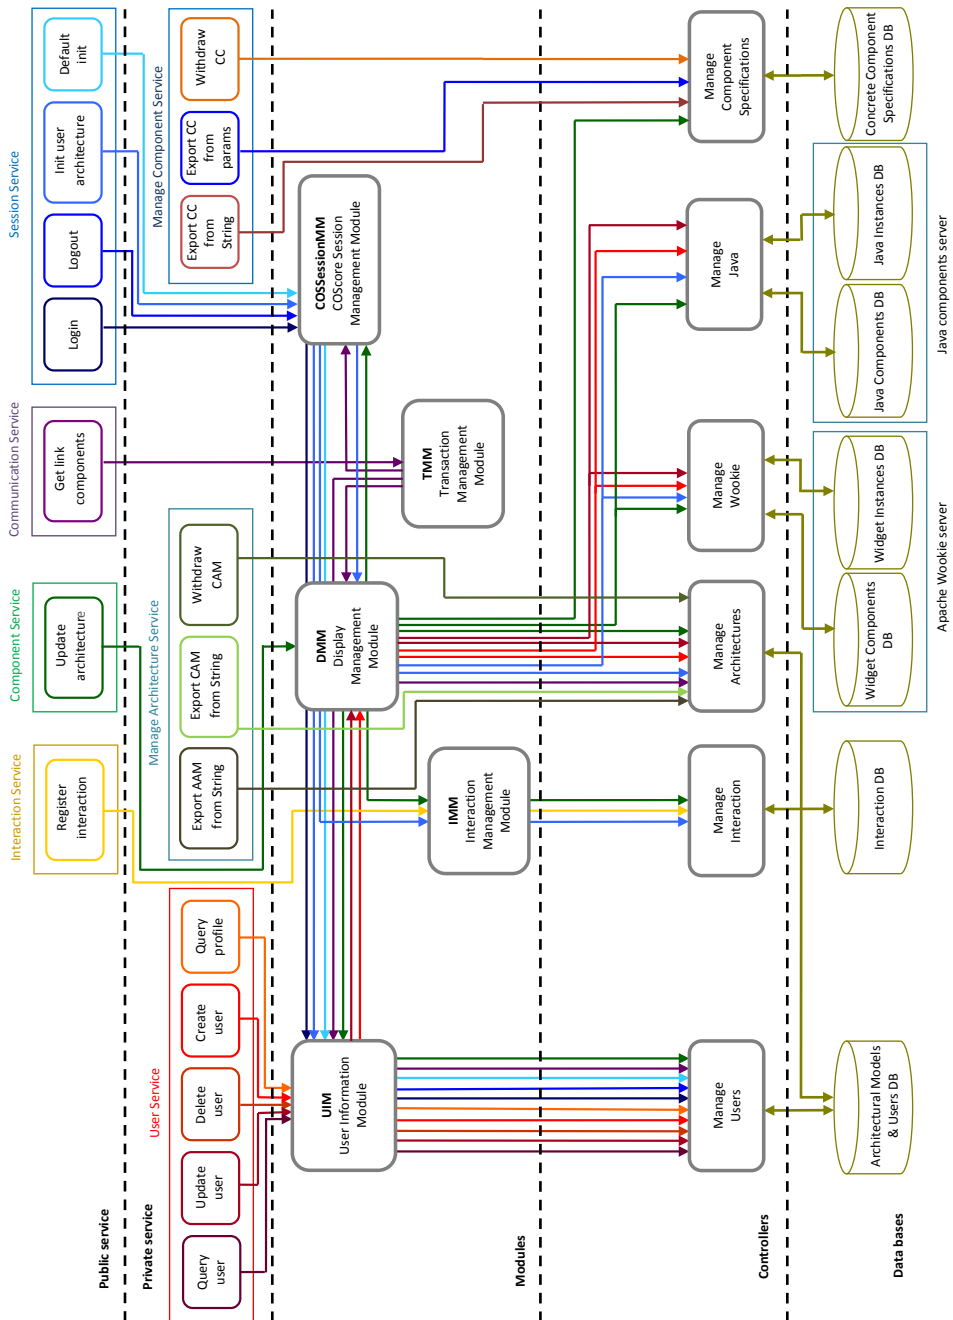 Public service
Interaction Service
Register
interaction
Component Service
Update
architecture
Communication Service
Get link
components
Session Service
Login
Logout
Init user
architecture
Default
init
Private service
User Service
Query
user
Update
user
Delete
user
Create
user
Query
profile
Manage Architecture Service
Export AAM
from String
Export CAM
from String
Withdraw
CAM
Manage Component Service
Export CC
from
String
Export CC
from
params
Withdraw
CC
Modules
UIM
User Information
Module
IMM
Interaction
Management
Module
DMM
Display
Management
Module
TMM
Transaction
Management
Module
COSSessionMM
COScore Session
Management Module
Controllers
Manage
Users
Manage
Interaction
Manage
Architectures
Manage
Wookie
Manage
Java
Manage
Component
Specifications
Data bases
Architectural Models
& Users DB
Interaction DB
Widget Components
DB
Widget Instances DB
Apache Wookie server
Java Components DB
Java Instances DB
Java components server
Concrete Component
Specifications DB